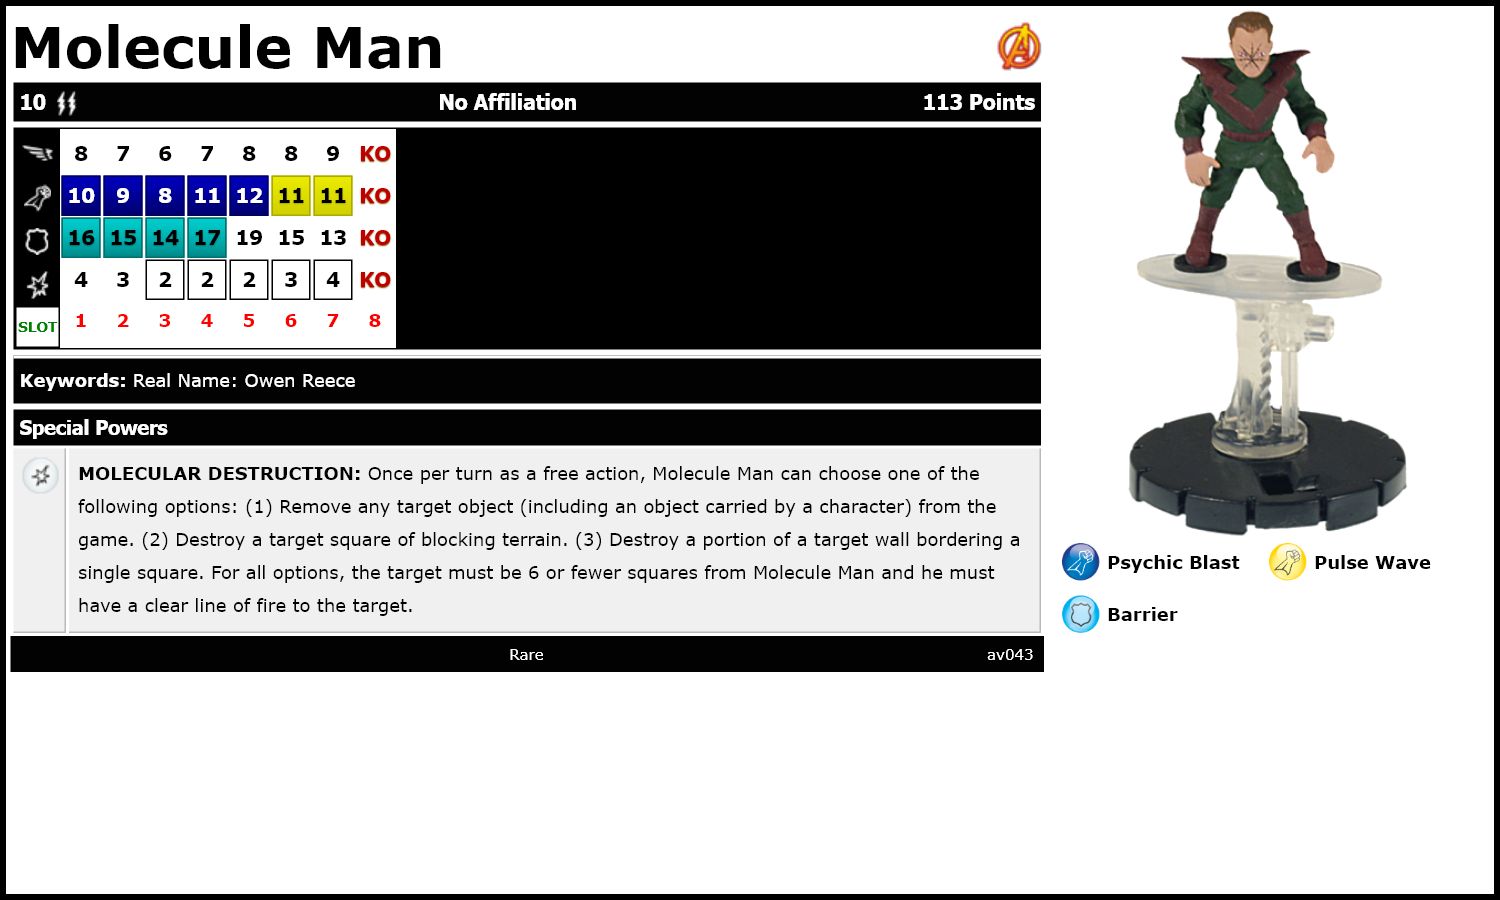 Molecule Man
10 No Affiliation 113 Points
8 7 6 7 8 8 9 KO
10 9 8 11 12 11 11 KO
16 15 14 17 19 15 13 KO
4 3 2 2 2 3 4 KO
SLOT 1 2 3 4 5 6 7 8
Keywords: Real Name: Owen Reece
Special Powers
MOLECULAR DESTRUCTION: Once per turn as a free action, Molecule Man can choose one of the
following options: (1) Remove any target object (including an object carried by a character) from the
game. (2) Destroy a target square of blocking terrain. (3) Destroy a portion of a target wall bordering a
single square. For all options, the target must be 6 or fewer squares from Molecule Man and he must
have a clear line of fire to the target.
Rare av043
Psychic Blast Pulse Wave
Barrier